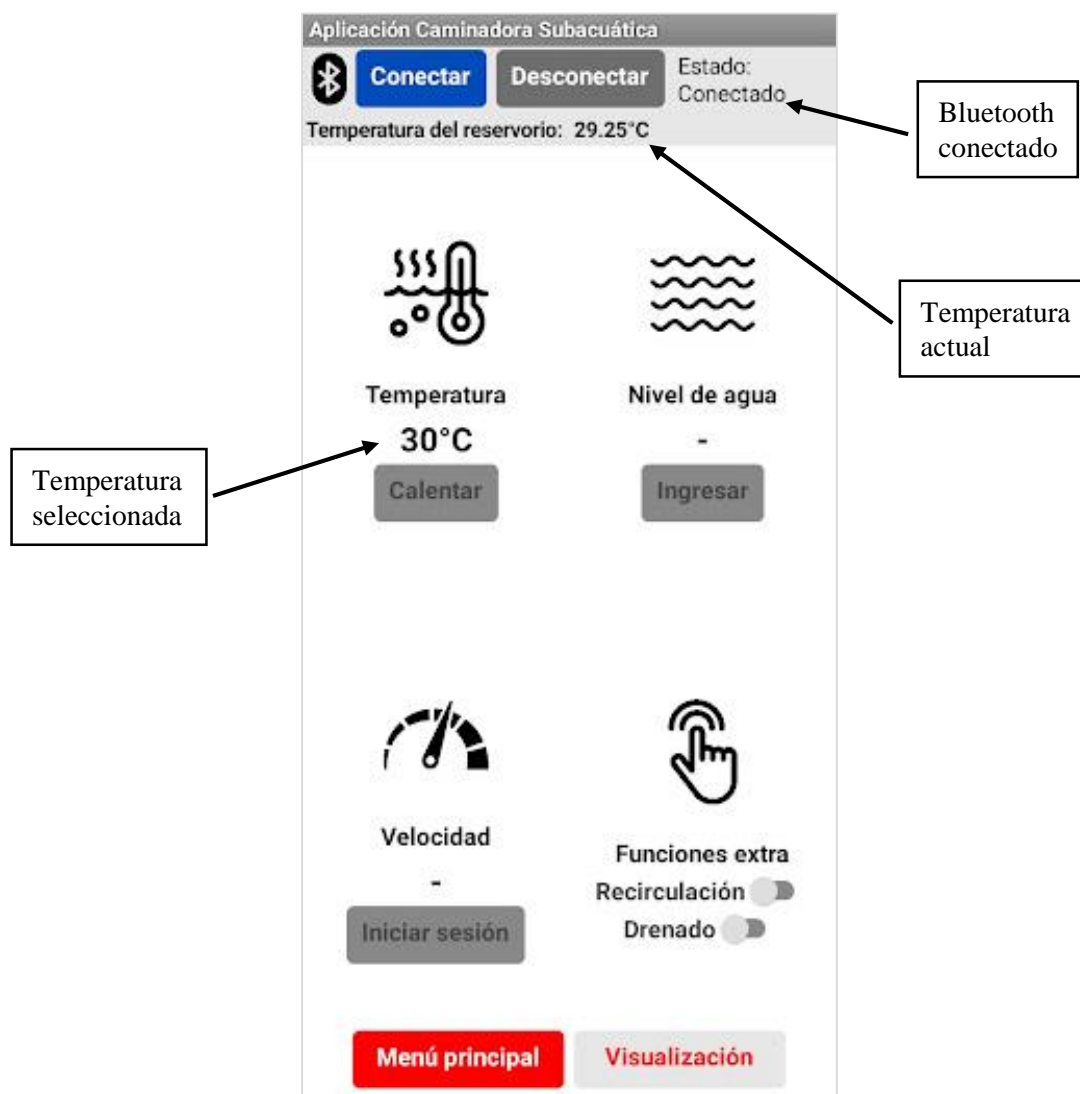 Aplicación Caminadora Subacuática
Conectar
Desconectar
Estado:
Conectado
Temperatura del reservorio: 29.25°C
Bluetooth
conectado
Temperatura
actual
Temperatura
30°C
Calentar
Nivel de agua
-
Ingresar
Temperatura
seleccionada
Velocidad
-
Iniciar sesión
Funciones extra
Recirculación
Drenado
Menú principal
Visualización